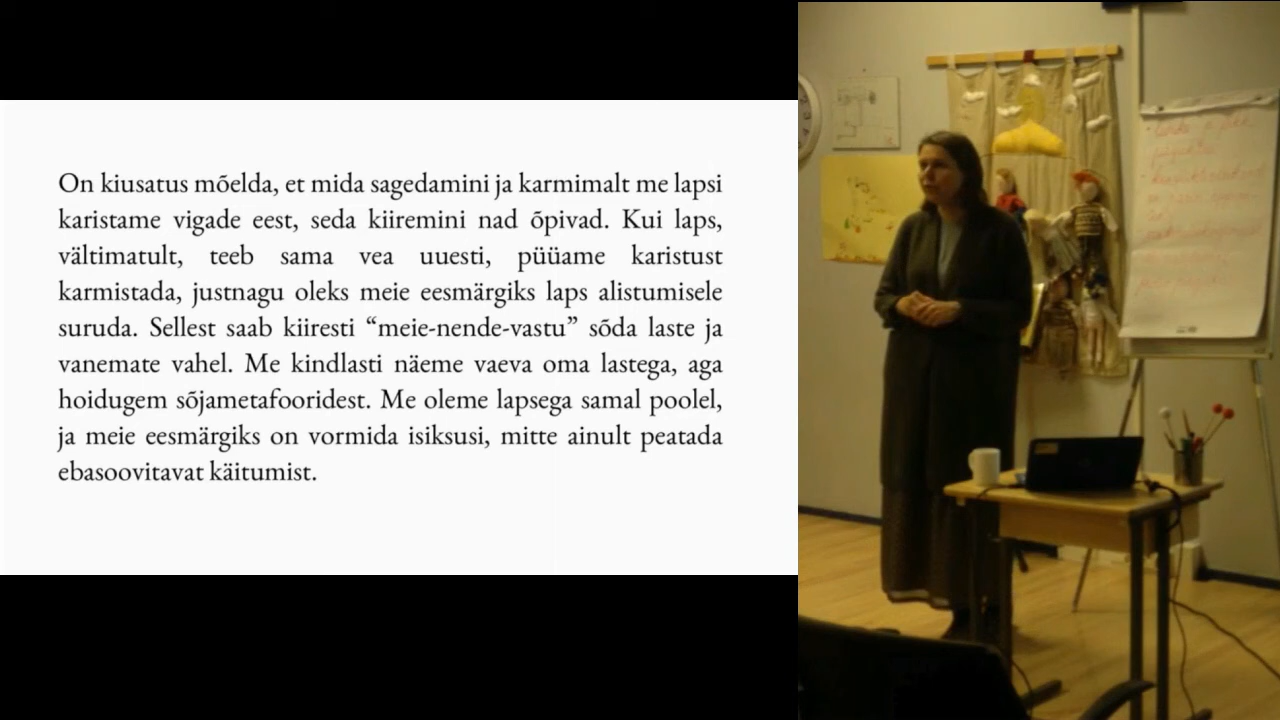 On kiusatus mõelda, et mida sagedamini ja karmimalt me lapsi
karistame vigade eest, seda kiiremini nad õpivad. Kui laps,
vältimatult, teeb sama vea uuesti, püüame karistust
karmistada, justnagu oleks meie eesmärgiks laps alistumisele
suruda. Sellest saab kiiresti “meie-nende-vastu” sõda laste ja
vanemate vahel. Me kindlasti näeme vaeva oma lastega, aga
hoidugem sõjametafooridest. Me oleme lapsega samal poolel,
ja meie eesmärgiks on vormida isiksusi, mitte ainult peatada
ebasoovitavat käitumist.